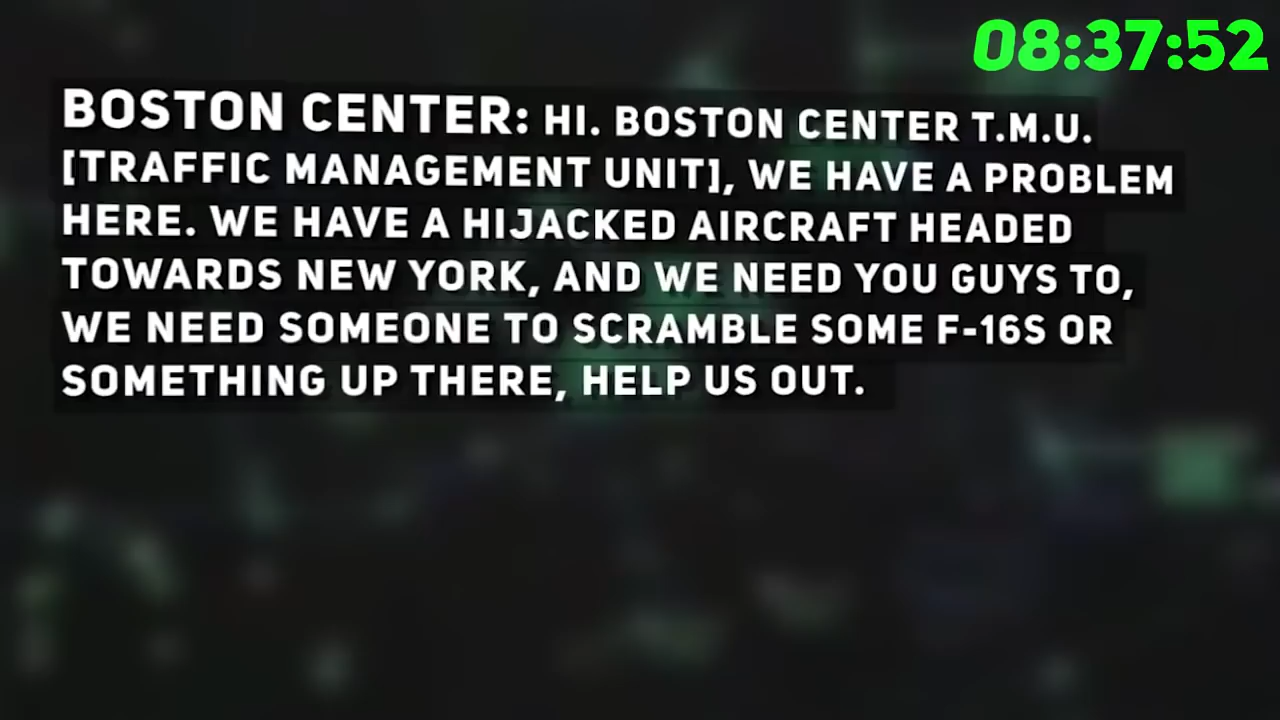 08:37:52
BOSTON CENTER: HI. BOSTON CENTER T.M.U.
[TRAFFIC MANAGEMENT UNIT], WE HAVE A PROBLEM
HERE. WE HAVE A HIJACKED AIRCRAFT HEADED
TOWARDS NEW YORK, AND WE NEED YOU GUYS TO,
WE NEED SOMEONE TO SCRAMBLE SOME F-16S OR
SOMETHING UP THERE, HELP US OUT.